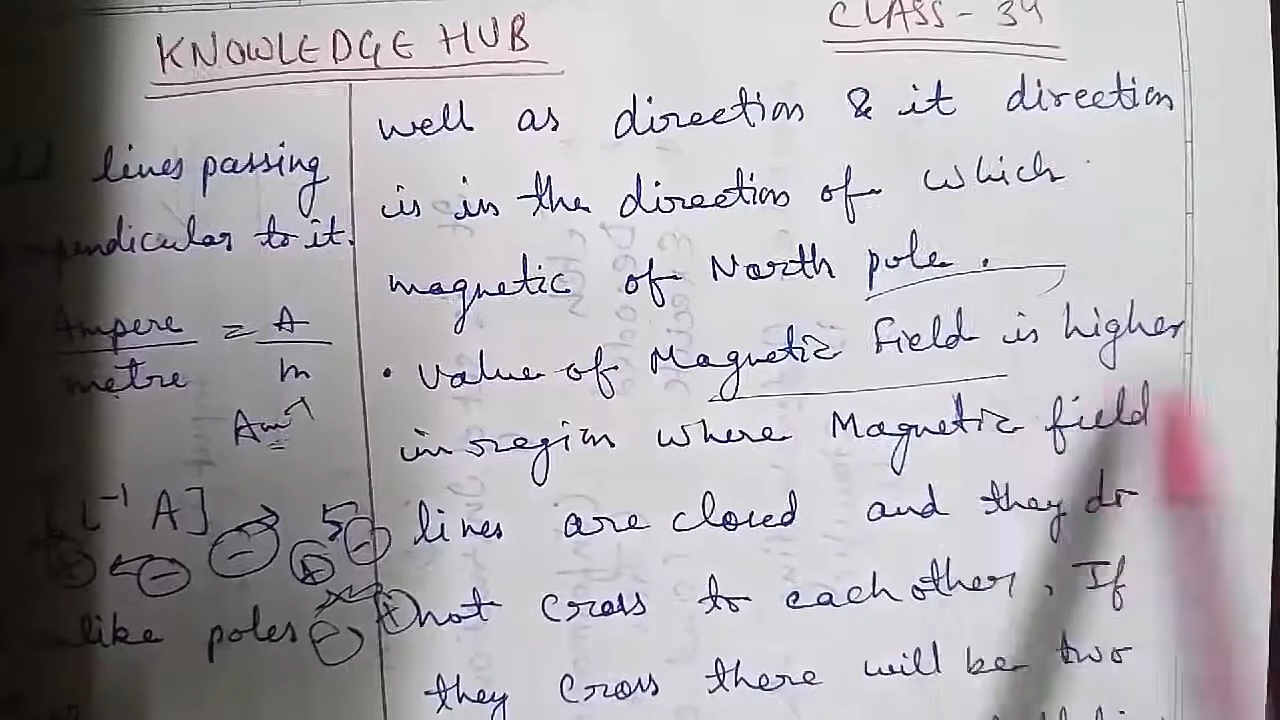 KNOWLEDGE HUB
CLASS - 34
lines passing
pendicular to it.
Ampere = A
metre m
Am⁻¹
L⁻¹ A]
like poles
well as direction & it direction
is in the direction of which
magnetic of North pole.
• Value of Magnetic Field is higher
in region where Magnetic field
lines are closed and they do
not cross to each other. If
they cross there will be two